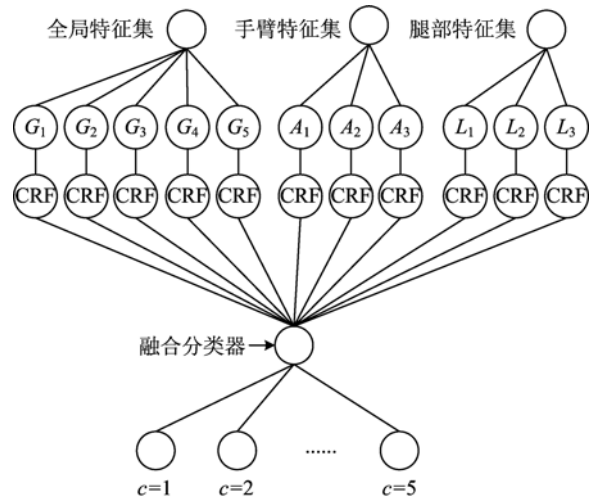 全局特征集 手臂特征集 腿部特征集
G1 G2 G3 G4 G5 A1 A2 A3 L1 L2 L3
CRF CRF CRF CRF CRF CRF CRF CRF CRF CRF CRF
融合分类器
......
c=1 c=2 c=5